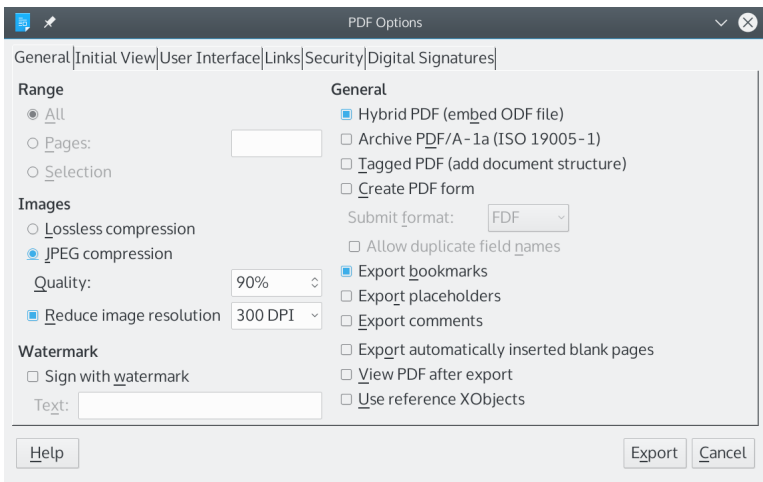 PDF Options
General Initial View User Interface Links Security Digital Signatures
Range
All
Pages:
Selection
Images
Lossless compression
JPEG compression
Quality: 90%
Reduce image resolution 300 DPI
Watermark
Sign with watermark
Text:
General
Hybrid PDF (embed ODF file)
Archive PDF/A-1a (ISO 19005-1)
Tagged PDF (add document structure)
Create PDF form
Submit format: FDF
Allow duplicate field names
Export bookmarks
Export placeholders
Export comments
Export automatically inserted blank pages
View PDF after export
Use reference XObjects
Help Export Cancel